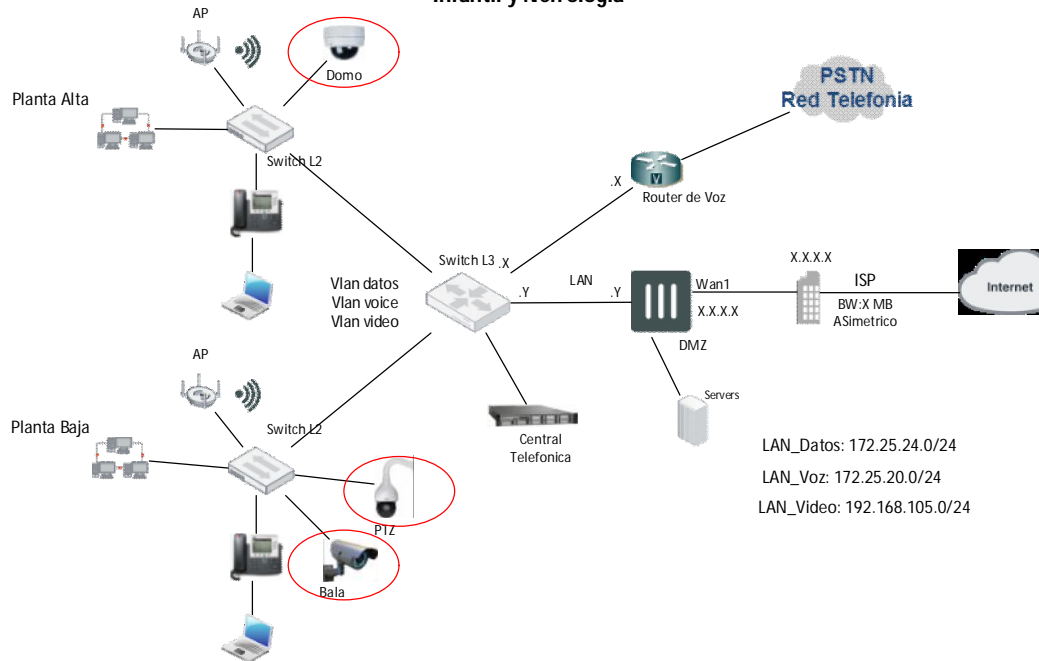 AP
Domo
Planta Alta
Switch L2
PSTN
Red Telefonia
.X
Router de Voz
Switch L3
.X
Vlan datos
Vlan voice
Vlan video
.Y
LAN
.Y
Wan1
X.X.X.X
DMZ
X.X.X.X
ISP
BW:X MB
ASimetrico
Internet
AP
Planta Baja
Switch L2
PTZ
Bala
Central
Telefonica
Servers
LAN_Datos: 172.25.24.0/24
LAN_Voz: 172.25.20.0/24
LAN_Video: 192.168.105.0/24